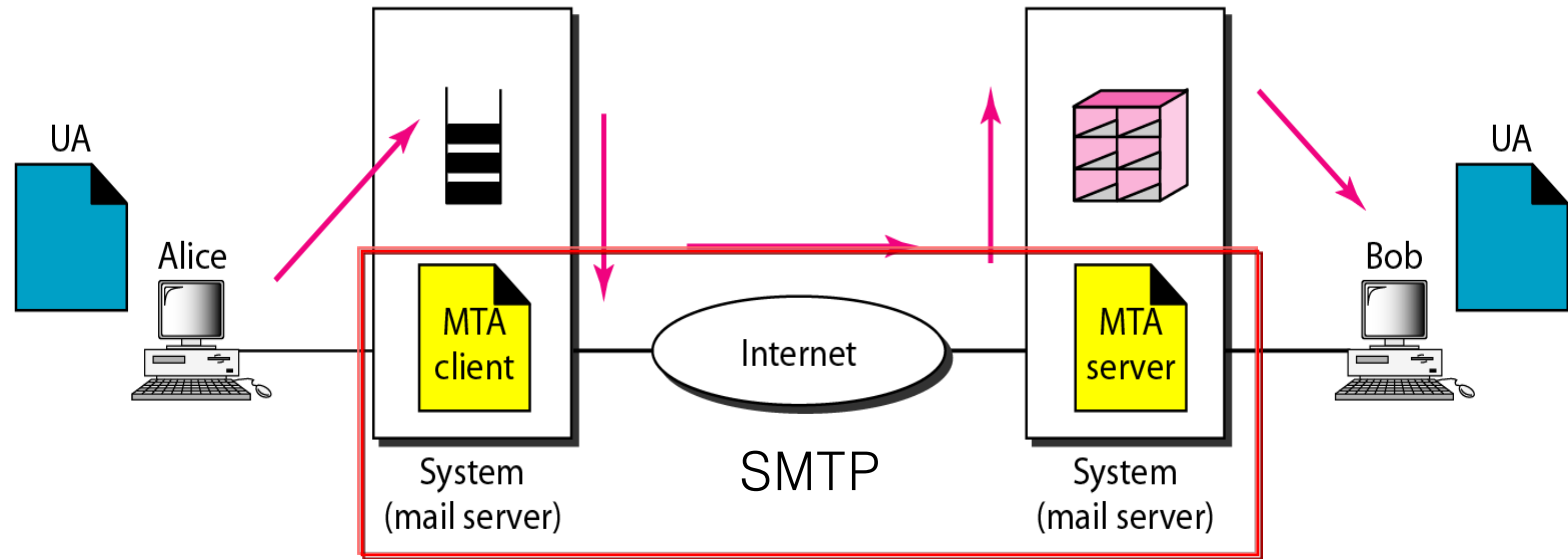 UA
Alice
MTA
client
System
(mail server)
Internet
SMTP
MTA
server
System
(mail server)
Bob
UA